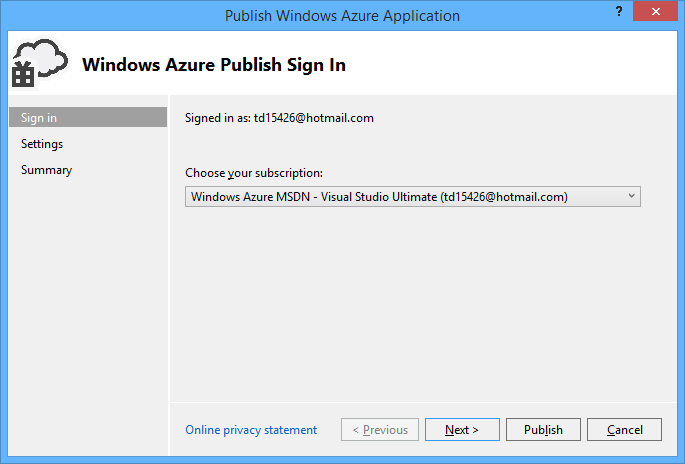 Publish Windows Azure Application
?
Windows Azure Publish Sign In
Sign in
Settings
Summary
Signed in as: td15426@hotmail.com
Choose your subscription:
Windows Azure MSDN - Visual Studio Ultimate (td15426@hotmail.com)
Online privacy statement
< Previous
Next >
Publish
Cancel